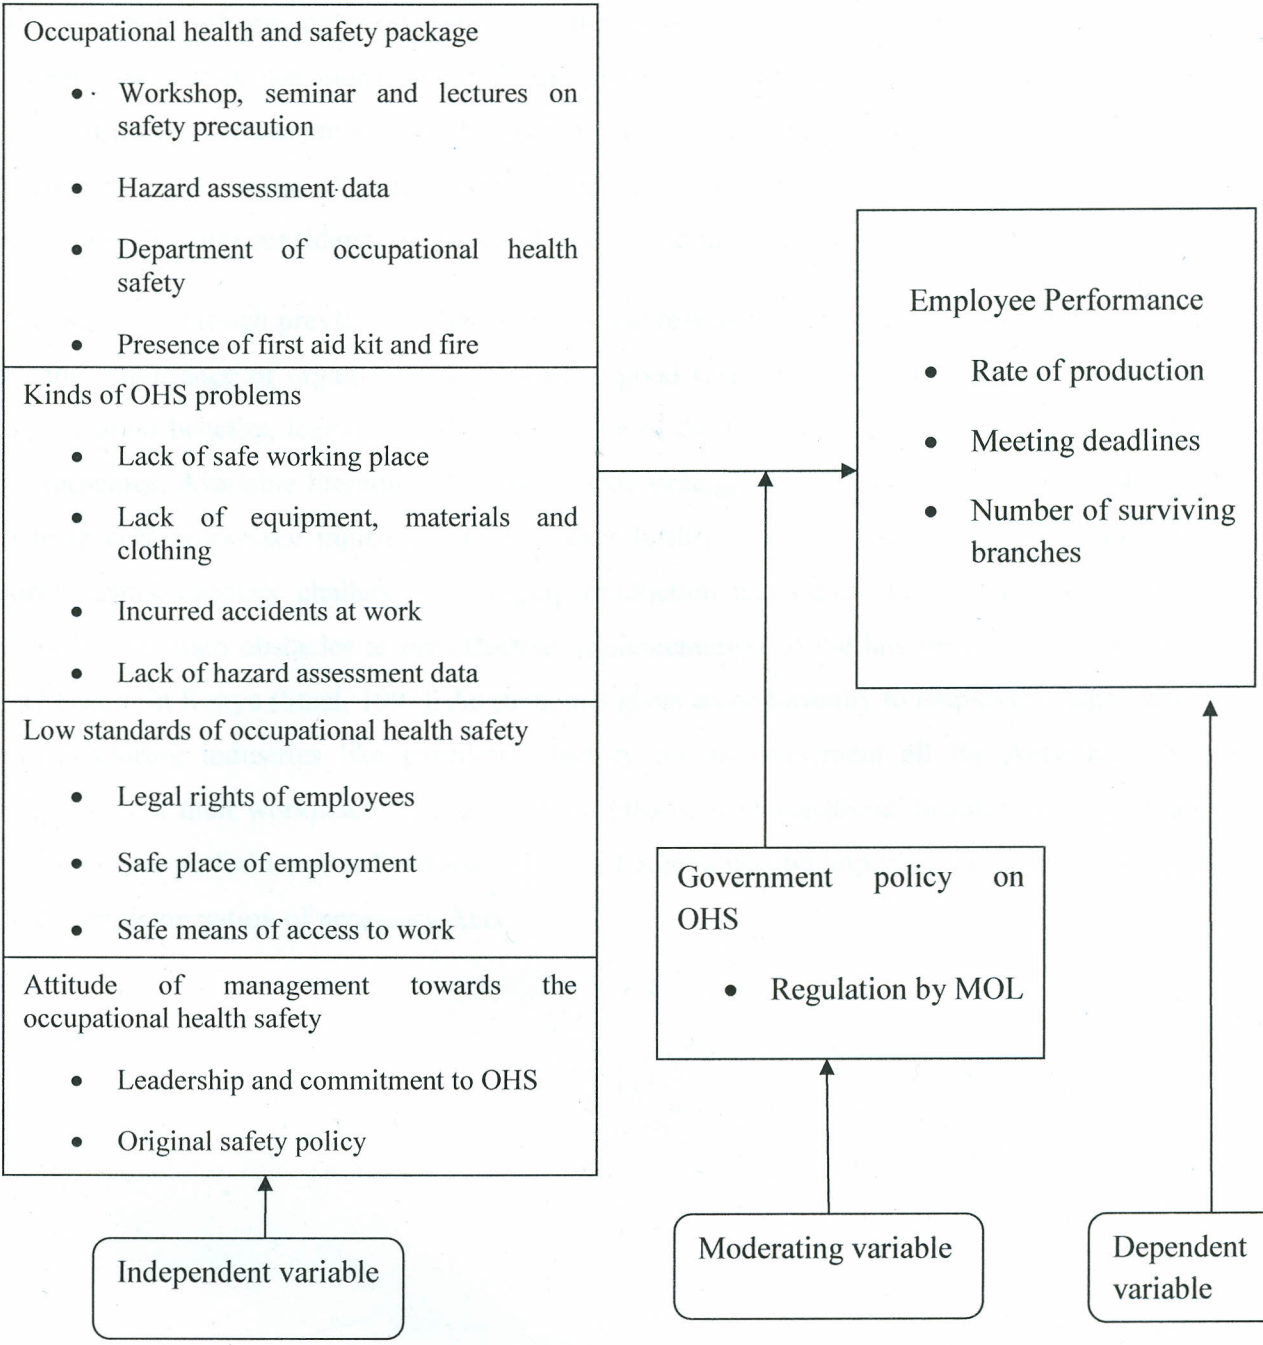 Occupational health and safety package
• Workshop, seminar and lectures on
safety precaution
• Hazard assessment data
• Department of occupational health
safety
• Presence of first aid kit and fire
Kinds of OHS problems
• Lack of safe working place
• Lack of equipment, materials and
clothing
• Incurred accidents at work
• Lack of hazard assessment data
Low standards of occupational health safety
• Legal rights of employees
• Safe place of employment
• Safe means of access to work
Attitude of management towards the
occupational health safety
• Leadership and commitment to OHS
• Original safety policy
Independent variable
Employee Performance
• Rate of production
• Meeting deadlines
• Number of surviving
branches
Government policy on
OHS
• Regulation by MOL
Moderating variable
Dependent
variable